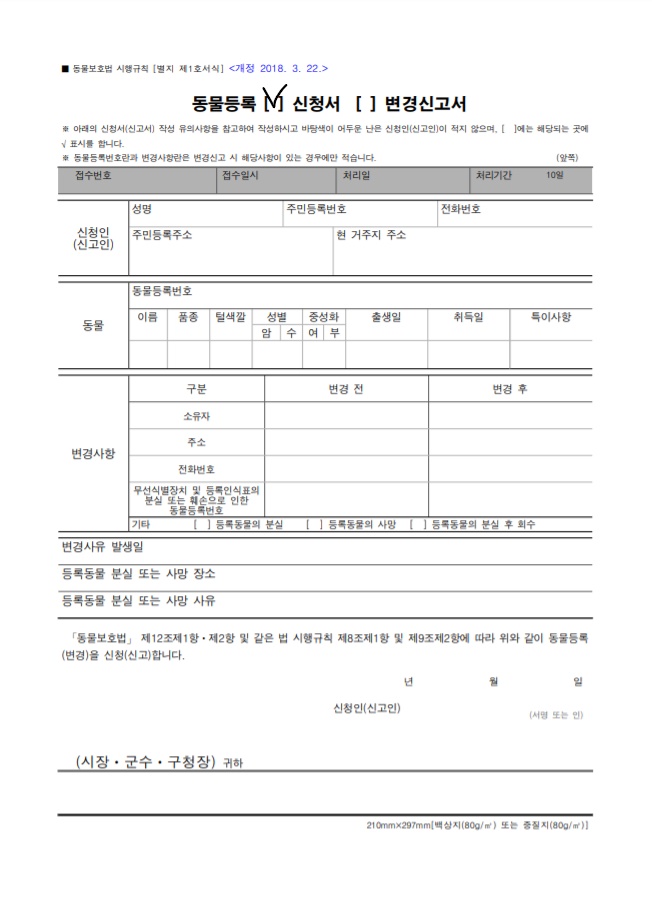 ■ 동물보호법 시행규칙 [별지 제1호서식] <개정 2018. 3. 22.>
동물등록 [√] 신청서 [ ] 변경신고서
※ 아래의 신청서(신고서) 작성 유의사항을 참고하여 작성하시고 바탕색이 어두운 난은 신청인(신고인)이 적지 않으며, [ ]에는 해당되는 곳에
√ 표시를 합니다.
※ 동물등록번호란과 변경사항란은 변경신고 시 해당사항이 있는 경우에만 적습니다. (앞쪽)
접수번호 접수일시 처리일 처리기간 10일
신청인
(신고인)
성명 주민등록번호 전화번호
주민등록주소 현 거주지 주소
동물
동물등록번호
이름 품종 털색깔 성별 중성화 출생일 취득일 특이사항
암 수 여 부
변경사항
구분 변경 전 변경 후
소유자
주소
전화번호
무선식별장치 및 등록인식표의
분실 또는 훼손으로 인한
동물등록번호
기타 [ ] 등록동물의 분실 [ ] 등록동물의 사망 [ ] 등록동물의 분실 후 회수
변경사유 발생일
등록동물 분실 또는 사망 장소
등록동물 분실 또는 사망 사유
「동물보호법」 제12조제1항·제2항 및 같은 법 시행규칙 제8조제1항 및 제9조제2항에 따라 위와 같이 동물등록
(변경)을 신청(신고)합니다.
년 월 일
신청인(신고인) (서명 또는 인)
(시장·군수·구청장) 귀하
210mm×297mm[백상지(80g/㎡) 또는 중질지(80g/㎡)]